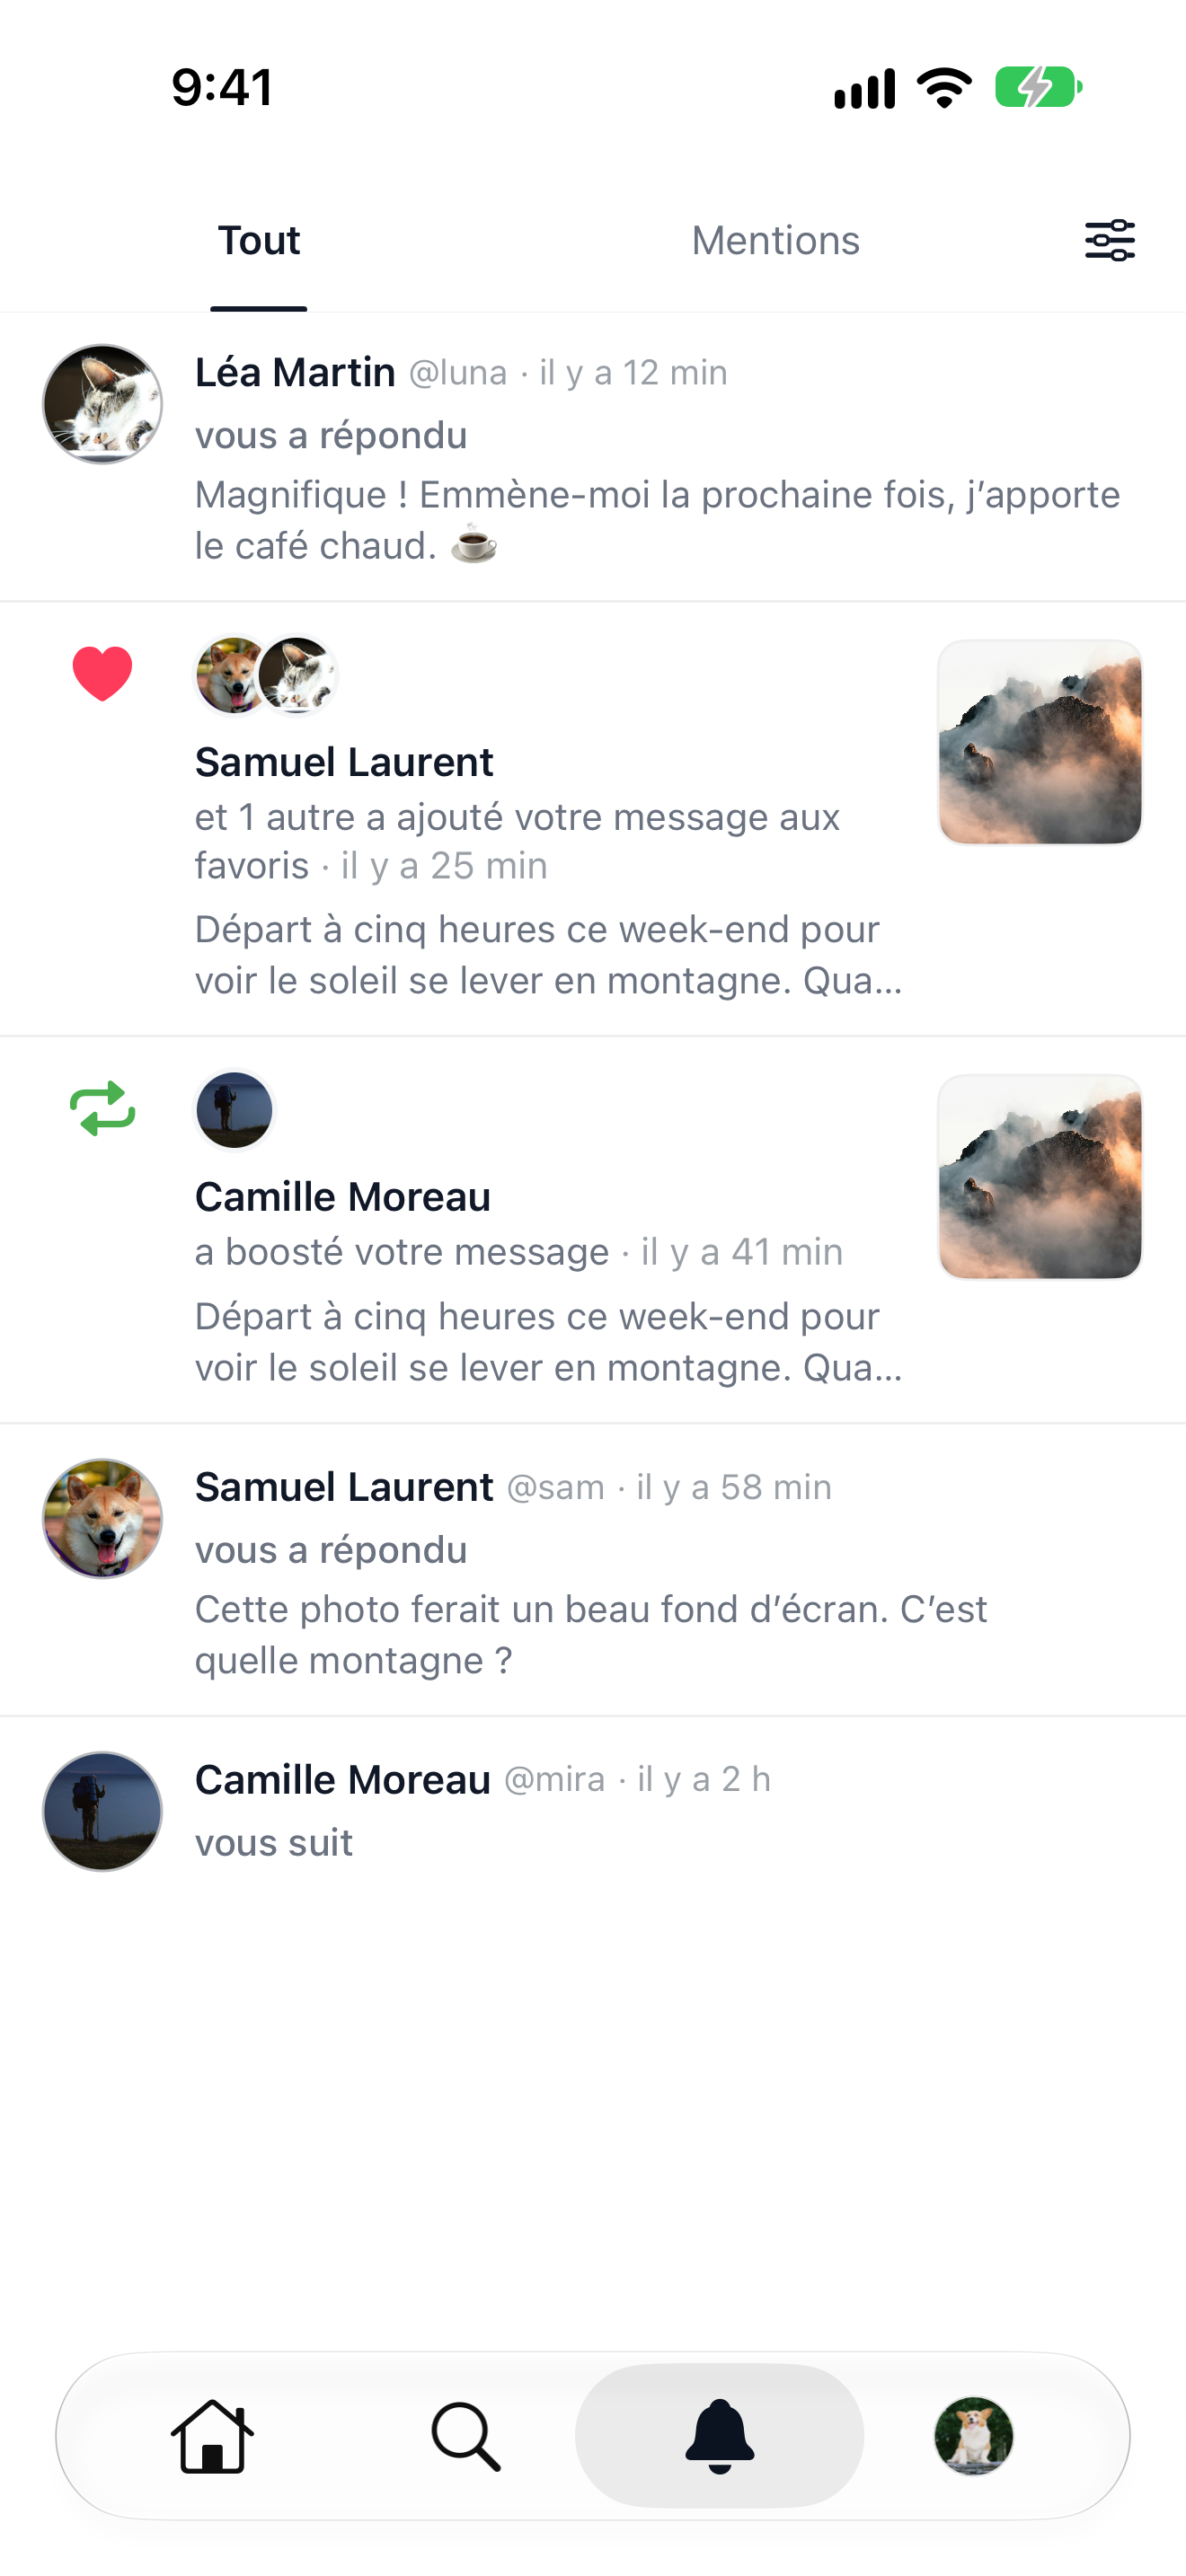 9:41
Tout
Mentions
Léa Martin @luna · il y a 12 min
vous a répondu
Magnifique ! Emmène-moi la prochaine fois, j’apporte
le café chaud. ☕
Samuel Laurent
et 1 autre a ajouté votre message aux
favoris · il y a 25 min
Départ à cinq heures ce week-end pour
voir le soleil se lever en montagne. Qua...
Camille Moreau
a boosté votre message · il y a 41 min
Départ à cinq heures ce week-end pour
voir le soleil se lever en montagne. Qua...
Samuel Laurent @sam · il y a 58 min
vous a répondu
Cette photo ferait un beau fond d’écran. C’est
quelle montagne ?
Camille Moreau @mira · il y a 2 h
vous suit